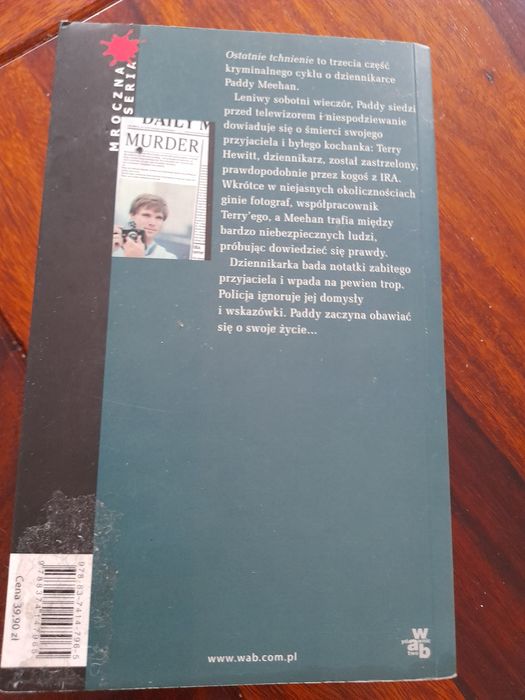 MROCZNA
SERIA
DAILY M
MURDER
Ostatnie tchnienie to trzecia część
kryminalnego cyklu o dziennikarce
Paddy Meehan.
Leniwy sobotni wieczór, Paddy siedzi
przed telewizorem i niespodziewanie
dowiaduje się o śmierci swojego
przyjaciela i byłego kochanka: Terry
Hewitt, dziennikarz, został zastrzelony,
prawdopodobnie przez kogoś z IRA.
Wkrótce w niejasnych okolicznościach
ginie fotograf, współpracownik
Terry'ego, a Meehan trafia między
bardzo niebezpiecznych ludzi,
próbując dowiedzieć się prawdy.
Dziennikarka bada notatki zabitego
przyjaciela i wpada na pewien trop.
Policja ignoruje jej domysły
i wskazówki. Paddy zaczyna obawiać
się o swoje życie...
978-83-7414-796-5
Cena 39,90 zł
www.wab.com.pl
wab